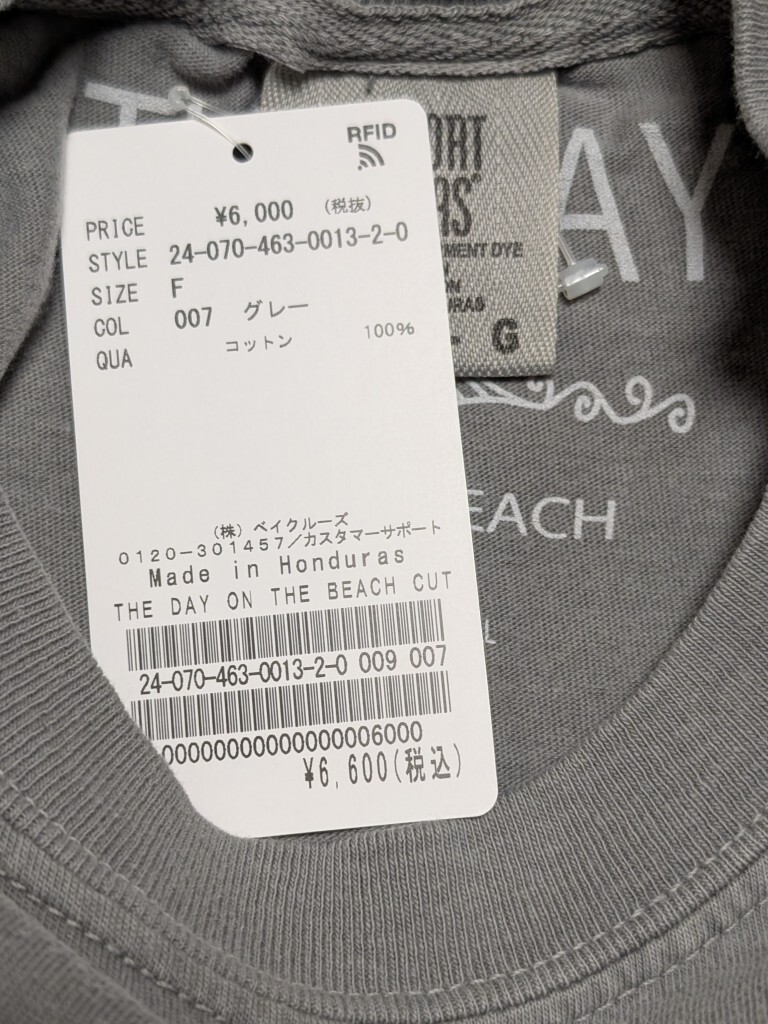 RFID
PRICE ¥6,000 (税抜)
STYLE 24-070-463-0013-2-0
SIZE F
COL 007 グレー
QUA コットン 100%
(株) ベイクルーズ
0120-301457/カスタマーサポート
Made in Honduras
THE DAY ON THE BEACH CUT
24-070-463-0013-2-0 009 007
00000000000000006000
¥6,600(税込)
AY
G
EACH